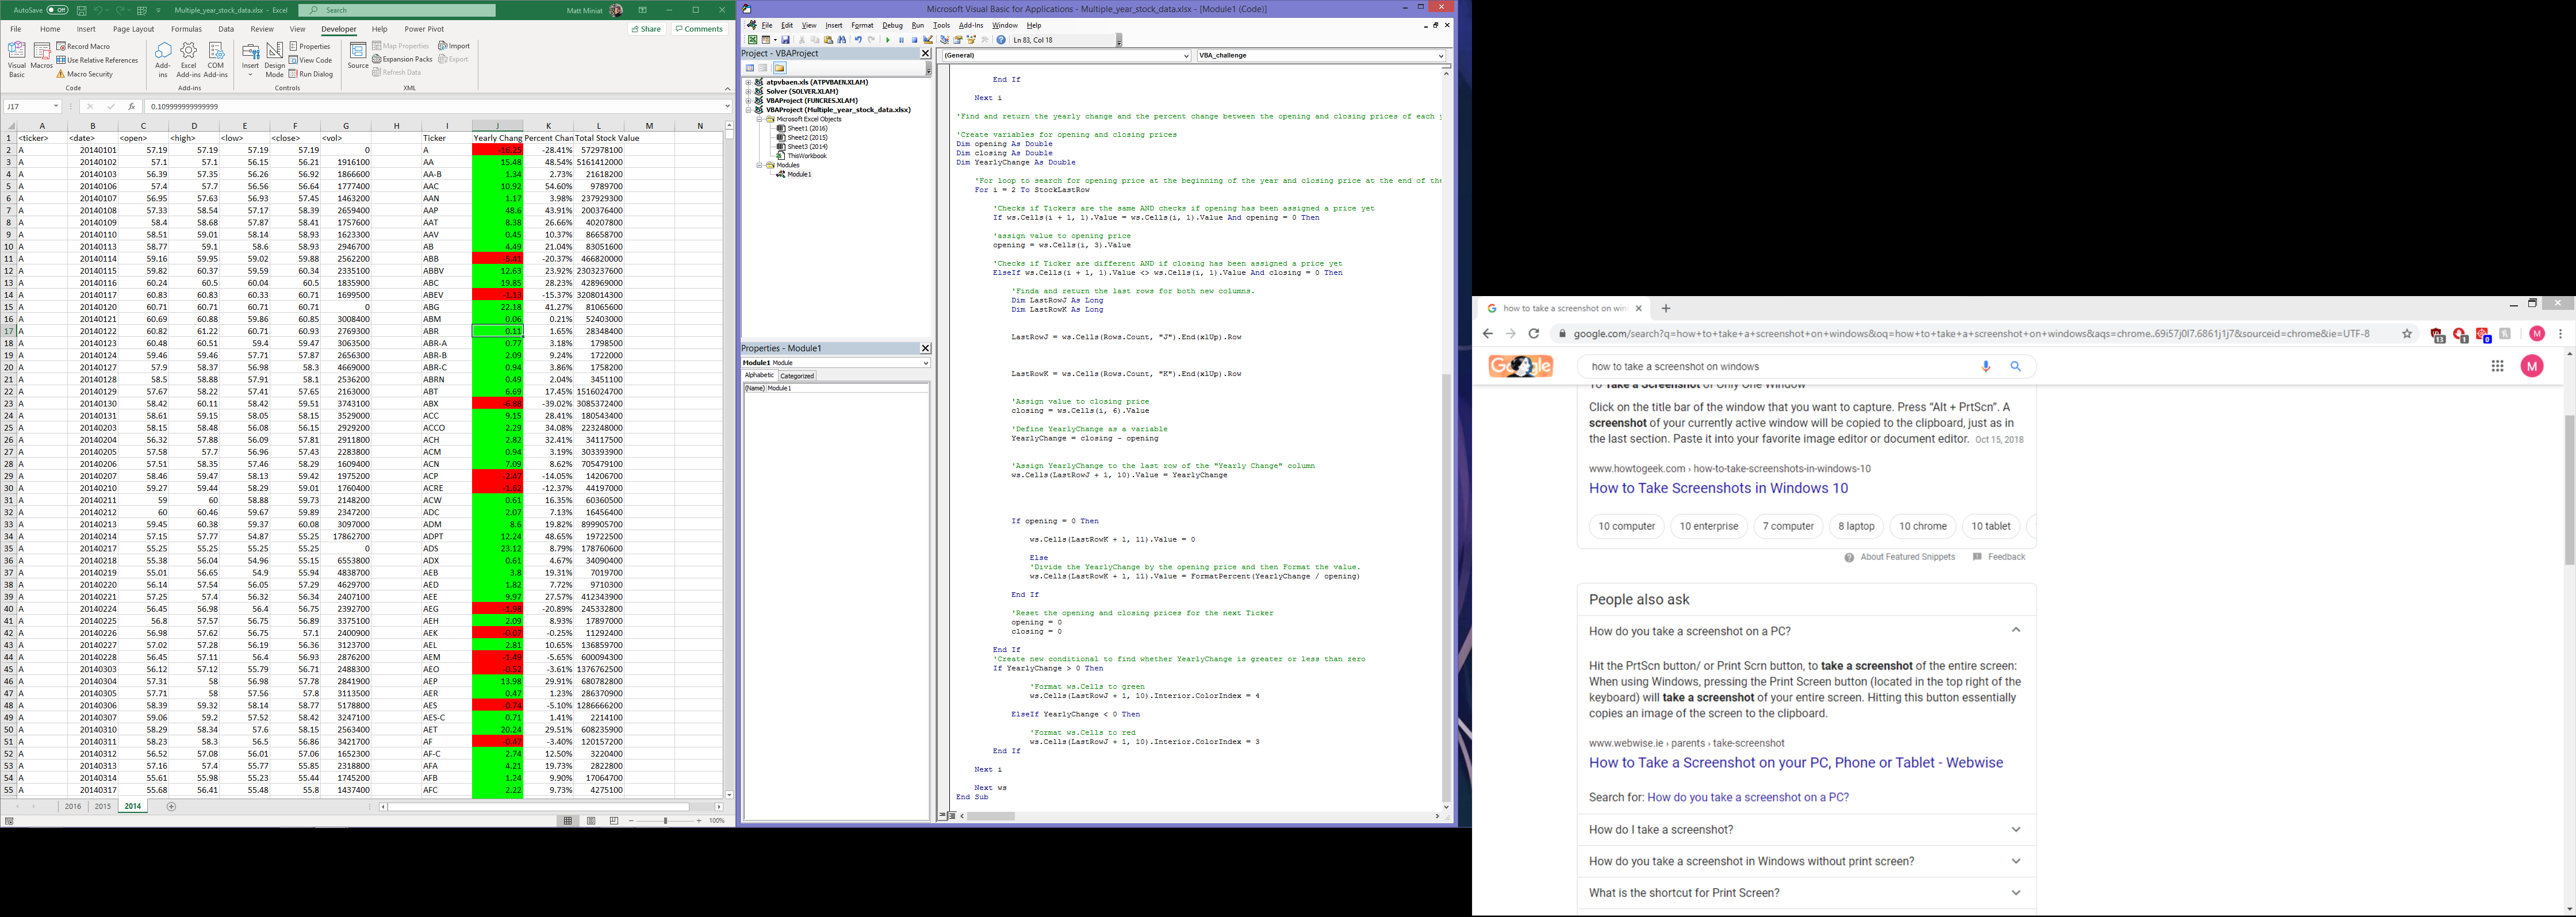 AutoSave Off Multiple_year_stock_data.xlsx - Excel Search Matt Miniat
File Home Insert Page Layout Formulas Data Review View Developer Help Power Pivot Share Comments
Visual Basic Macros Record Macro Use Relative References Macro Security Add-ins Excel Add-ins COM Add-ins Insert Design Mode Properties View Code Run Dialog Source Map Properties Expansion Packs Refresh Data Import Export
Code Add-ins Controls XML
J17 fx 0.109999999999999
A B C D E F G H I J K L M N
1 <ticker> <date> <open> <high> <low> <close> <vol> Ticker Yearly Chang Percent Chan Total Stock Value
2 A 20140101 57.19 57.19 57.19 57.19 0 A -16.25 -28.41% 572978100
3 A 20140102 57.1 57.1 56.15 56.21 1916100 AA 15.48 48.54% 5161412000
4 A 20140103 56.39 57.35 56.26 56.92 1866600 AA-B 1.34 2.73% 21618200
5 A 20140106 57.4 57.7 56.56 56.64 1777400 AAC 10.92 54.60% 9789700
6 A 20140107 56.95 57.63 56.93 57.45 1463200 AAN 1.17 3.98% 237929300
7 A 20140108 57.33 58.54 57.17 58.39 2659400 AAP 48.6 43.91% 200376400
8 A 20140109 58.4 58.68 57.87 58.41 1757600 AAT 8.38 26.66% 40207800
9 A 20140110 58.51 59.01 58.14 58.93 1623300 AAV 0.45 10.37% 86658700
10 A 20140113 58.77 59.1 58.6 58.93 2946700 AB 4.49 21.04% 83051600
11 A 20140114 59.16 59.95 59.02 59.88 2562200 ABB -5.41 -20.37% 466820000
12 A 20140115 59.82 60.37 59.59 60.34 2335100 ABBV 12.63 23.92% 2303237600
13 A 20140116 60.24 60.5 60.04 60.5 1835900 ABC 19.85 28.23% 428969000
14 A 20140117 60.83 60.83 60.33 60.71 1699500 ABEV -1.13 -15.37% 3208014300
15 A 20140120 60.71 60.71 60.71 60.71 0 ABG 22.18 41.27% 81065600
16 A 20140121 60.69 60.88 59.86 60.85 3008400 ABM 0.06 0.21% 52403000
17 A 20140122 60.82 61.22 60.71 60.93 2769300 ABR 0.11 1.65% 28348400
18 A 20140123 60.48 60.51 59.4 59.47 3063500 ABR-A 0.77 3.18% 1798500
19 A 20140124 59.46 59.46 57.71 57.87 2656300 ABR-B 2.09 9.24% 1722000
20 A 20140127 57.9 58.37 56.98 58.3 4669000 ABR-C 0.94 3.86% 1758200
21 A 20140128 58.5 58.88 57.91 58.1 2536200 ABRN 0.49 2.04% 3451100
22 A 20140129 57.67 58.22 57.41 57.65 2163000 ABT 6.69 17.45% 1516024700
23 A 20140130 58.42 60.11 58.42 59.51 3743100 ABX -6.88 -39.02% 3085372400
24 A 20140131 58.61 59.15 58.05 58.15 3529000 ACC 9.15 28.41% 180543400
25 A 20140203 58.15 58.48 56.08 56.15 2929200 ACCO 2.29 34.08% 223248000
26 A 20140204 56.32 57.88 56.09 57.81 2911800 ACH 2.82 32.41% 34117500
27 A 20140205 57.58 57.7 56.96 57.43 2283800 ACM 0.94 3.19% 303393900
28 A 20140206 57.51 58.35 57.46 58.29 1609400 ACN 7.09 8.62% 705479100
29 A 20140207 58.46 59.47 58.13 59.42 1975200 ACP -2.47 -14.05% 14206700
30 A 20140210 59.27 59.44 58.29 59.01 1760400 ACRE -1.62 -12.37% 44197000
31 A 20140211 59 60 58.88 59.73 2148200 ACW 0.61 16.35% 60360500
32 A 20140212 60 60.46 59.67 59.89 2347200 ADC 2.07 7.13% 16456400
33 A 20140213 59.45 60.38 59.37 60.08 3097000 ADM 8.6 19.82% 899905700
34 A 20140214 57.15 57.77 54.87 55.25 17862700 ADPT 12.24 48.65% 19722500
35 A 20140217 55.25 55.25 55.25 55.25 0 ADS 23.12 8.79% 178760600
36 A 20140218 55.38 56.04 54.96 55.15 6553800 ADX 0.61 4.67% 34090400
37 A 20140219 55.01 56.65 54.9 55.94 4838700 AEB 3.8 19.31% 7019700
38 A 20140220 56.14 57.54 56.05 57.29 4629700 AED 1.82 7.72% 9710300
39 A 20140221 57.25 57.4 56.32 56.34 2407100 AEE 9.97 27.57% 412343900
40 A 20140224 56.45 56.98 56.4 56.75 2392700 AEG -1.98 -20.89% 245332800
41 A 20140225 56.8 57.57 56.75 56.89 3375100 AEH 2.09 8.93% 17897000
42 A 20140226 56.98 57.62 56.75 57.1 2400900 AEK -0.07 -0.25% 11292400
43 A 20140227 57.02 57.28 56.19 56.36 3123700 AEL 2.81 10.65% 136859700
44 A 20140228 56.45 57.11 56.4 56.93 2876200 AEM -1.49 -5.65% 600094300
45 A 20140303 56.12 57.12 55.79 56.71 2488300 AEO -0.52 -3.61% 1376762500
46 A 20140304 57.31 58 56.98 57.78 2841900 AEP 13.98 29.91% 680782800
47 A 20140305 57.71 58 57.56 57.8 3113500 AER 0.47 1.23% 286370900
48 A 20140306 58.39 59.32 58.14 58.77 5178800 AES -0.74 -5.10% 1286666200
49 A 20140307 59.06 59.2 57.52 58.42 3247100 AES-C 0.71 1.41% 2214100
50 A 20140310 58.29 58.34 57.6 58.15 2563400 AET 20.24 29.51% 608235900
51 A 20140311 58.23 58.3 56.5 56.86 3421700 AF -0.47 -3.40% 120157200
52 A 20140312 56.52 57.08 56.01 57.06 1652300 AF-C 2.74 12.50% 3220400
53 A 20140313 57.16 57.4 55.77 55.85 2318800 AFA 4.21 19.73% 2822800
54 A 20140314 55.61 55.98 55.23 55.44 1745200 AFB 1.24 9.90% 17064700
55 A 20140317 55.68 56.41 55.48 55.8 1437400 AFC 2.22 9.73% 4275100
2016 2015 2014
100%
Microsoft Visual Basic for Applications - Multiple_year_stock_data.xlsx - [Module1 (Code)]
File Edit View Insert Format Debug Run Tools Add-Ins Window Help
Ln 83, Col 18
Project - VBAProject
atpvbaen.xls (ATPVBAEN.XLAM)
Solver (SOLVER.XLAM)
VBAProject (FUNCRES.XLAM)
VBAProject (Multiple_year_stock_data.xlsx)
Microsoft Excel Objects
Sheet1 (2016)
Sheet2 (2015)
Sheet3 (2014)
ThisWorkbook
Modules
Module1
Properties - Module1
Module1 Module
Alphabetic Categorized
(Name) Module1
(General) VBA_challenge
End If
Next i
'Find and return the yearly change and the percent change between the opening and closing prices of each y
'Create variables for opening and closing prices
Dim opening As Double
Dim closing As Double
Dim YearlyChange As Double
'For loop to search for opening price at the beginning of the year and closing price at the end of the
For i = 2 To StockLastRow
'Checks if Tickers are the same AND checks if opening has been assigned a price yet
If ws.Cells(i + 1, 1).Value = ws.Cells(i, 1).Value And opening = 0 Then
'assign value to opening price
opening = ws.Cells(i, 3).Value
'Checks if Ticker are different AND if closing has been assigned a price yet
ElseIf ws.Cells(i + 1, 1).Value <> ws.Cells(i, 1).Value And closing = 0 Then
'Finda and return the last rows for both new columns.
Dim LastRowJ As Long
Dim LastRowK As Long
LastRowJ = ws.Cells(Rows.Count, "J").End(xlUp).Row
LastRowK = ws.Cells(Rows.Count, "K").End(xlUp).Row
'Assign value to closing price
closing = ws.Cells(i, 6).Value
'Define YearlyChange as a variable
YearlyChange = closing - opening
'Assign YearlyChange to the last row of the "Yearly Change" column
ws.Cells(LastRowJ + 1, 10).Value = YearlyChange
If opening = 0 Then
ws.Cells(LastRowK + 1, 11).Value = 0
Else
'Divide the YearlyChange by the opening price and then Format the value.
ws.Cells(LastRowK + 1, 11).Value = FormatPercent(YearlyChange / opening)
End If
'Reset the opening and closing prices for the next Ticker
opening = 0
closing = 0
End If
'Create new conditional to find whether YearlyChange is greater or less than zero
If YearlyChange > 0 Then
'Format ws.Cells to green
ws.Cells(LastRowJ + 1, 10).Interior.ColorIndex = 4
ElseIf YearlyChange < 0 Then
'Format ws.Cells to red
ws.Cells(LastRowJ + 1, 10).Interior.ColorIndex = 3
End If
Next i
Next ws
End Sub
how to take a screenshot on win
google.com/search?q=how+to+take+a+screenshot+on+windows&oq=how+to+take+a+screenshot+on+windows&aqs=chrome..69i57j0l7.6861j1j7&sourceid=chrome&ie=UTF-8
13 1 0 M
Google how to take a screenshot on windows M
To Take a Screenshot of Only One Window
Click on the title bar of the window that you want to capture. Press "Alt + PrtScn". A
screenshot of your currently active window will be copied to the clipboard, just as in
the last section. Paste it into your favorite image editor or document editor. Oct 15, 2018
www.howtogeek.com › how-to-take-screenshots-in-windows-10
How to Take Screenshots in Windows 10
10 computer 10 enterprise 7 computer 8 laptop 10 chrome 10 tablet
About Featured Snippets Feedback
People also ask
How do you take a screenshot on a PC?
Hit the PrtScn button/ or Print Scrn button, to take a screenshot of the entire screen:
When using Windows, pressing the Print Screen button (located in the top right of the
keyboard) will take a screenshot of your entire screen. Hitting this button essentially
copies an image of the screen to the clipboard.
www.webwise.ie › parents › take-screenshot
How to Take a Screenshot on your PC, Phone or Tablet - Webwise
Search for: How do you take a screenshot on a PC?
How do I take a screenshot?
How do you take a screenshot in Windows without print screen?
What is the shortcut for Print Screen?